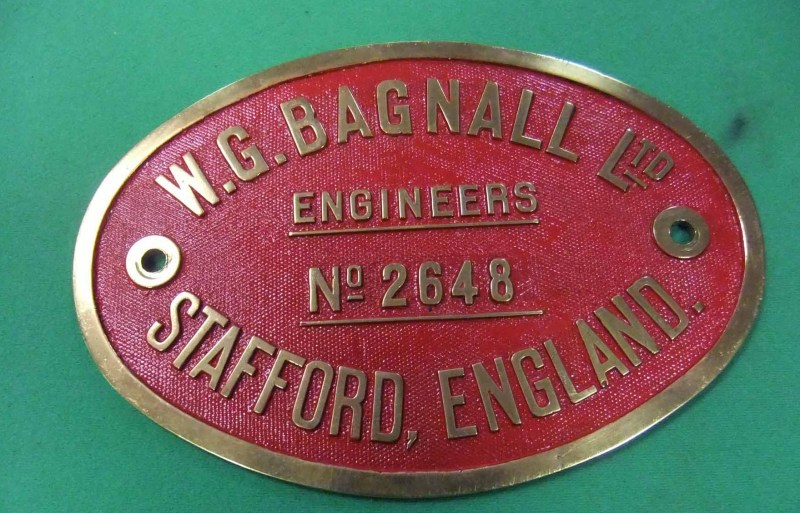 W.G. BAGNALL LTD
ENGINEERS
No 2648
STAFFORD, ENGLAND.